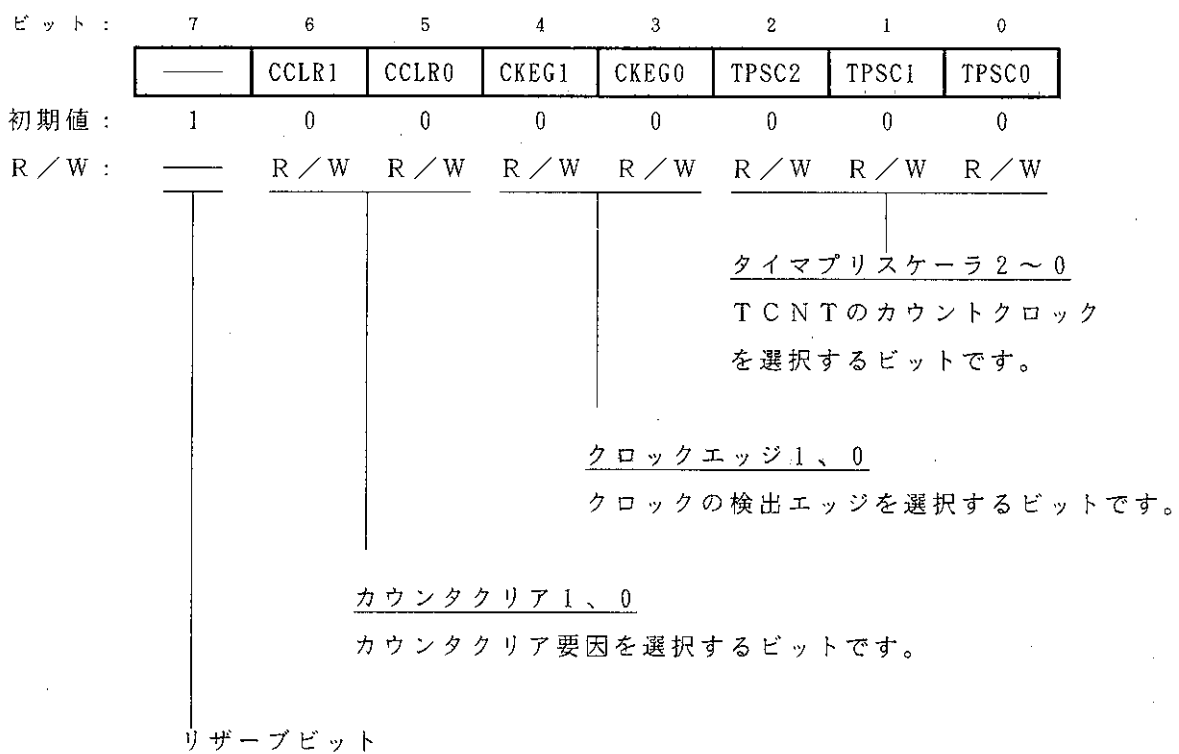 ビット： 7 6 5 4 3 2 1 0
—— CCLR1 CCLR0 CKEG1 CKEG0 TPSC2 TPSC1 TPSC0
初期値： 1 0 0 0 0 0 0 0
R／W： —— R／W R／W R／W R／W R／W R／W R／W
タイマプリスケーラ2～0
TCNTのカウントクロック
を選択するビットです。
クロックエッジ1、0
クロックの検出エッジを選択するビットです。
カウンタクリア1、0
カウンタクリア要因を選択するビットです。
リザーブビット